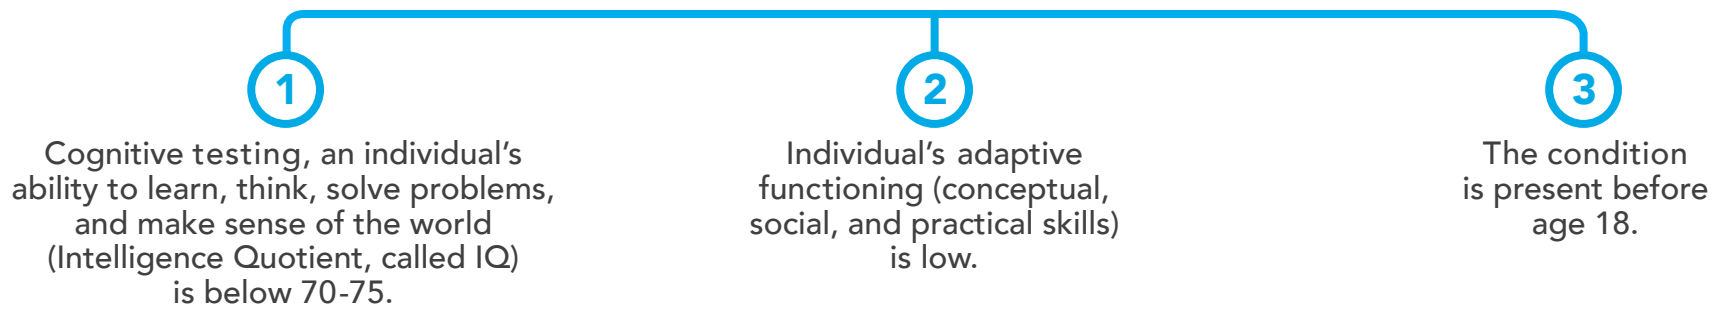 1
Cognitive testing, an individual’s
ability to learn, think, solve problems,
and make sense of the world
(Intelligence Quotient, called IQ)
is below 70-75.
2
Individual’s adaptive
functioning (conceptual,
social, and practical skills)
is low.
3
The condition
is present before
age 18.